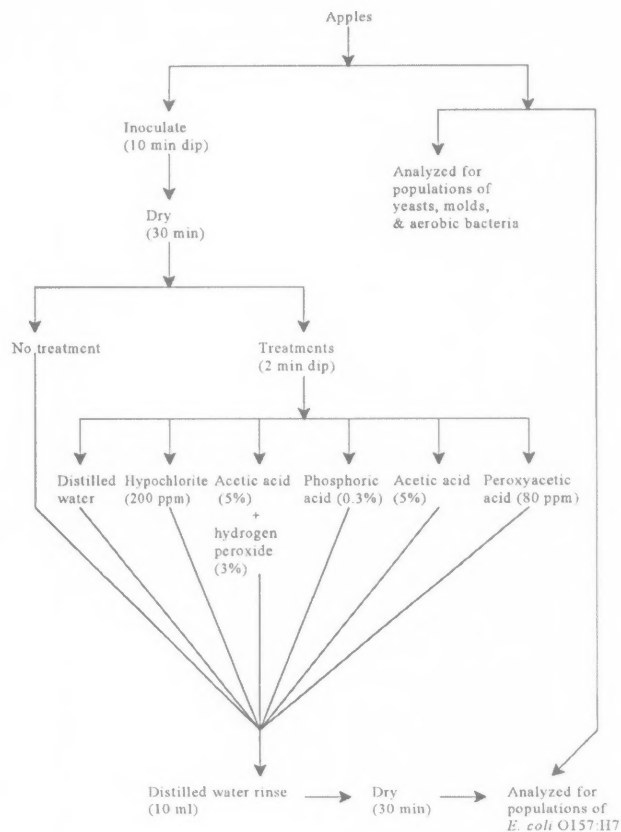 Apples
Inoculate
(10 min dip)
Analyzed for
populations of
yeasts, molds,
& aerobic bacteria
Dry
(30 min)
No treatment
Treatments
(2 min dip)
Distilled
water
Hypochlorite
(200 ppm)
Acetic acid
(5%)
+
hydrogen
peroxide
(3%)
Phosphoric
acid (0.3%)
Acetic acid
(5%)
Peroxyacetic
acid (80 ppm)
Distilled water rinse
(10 ml)
Dry
(30 min)
Analyzed for
populations of
E. coli O157:H7